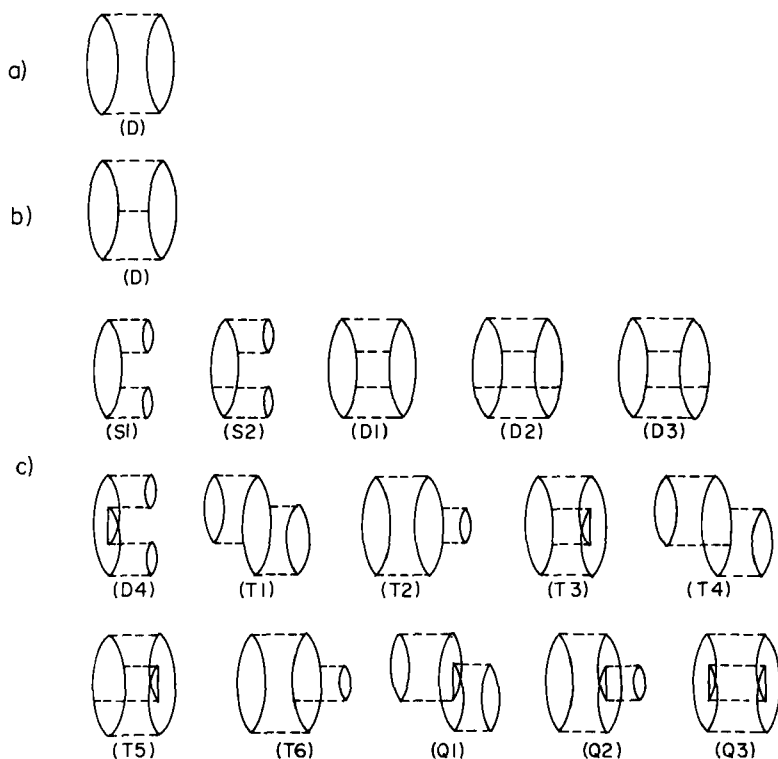 a)
(D)
b)
(D)
(S1) (S2) (D1) (D2) (D3)
c)
(D4) (T1) (T2) (T3) (T4)
(T5) (T6) (Q1) (Q2) (Q3)